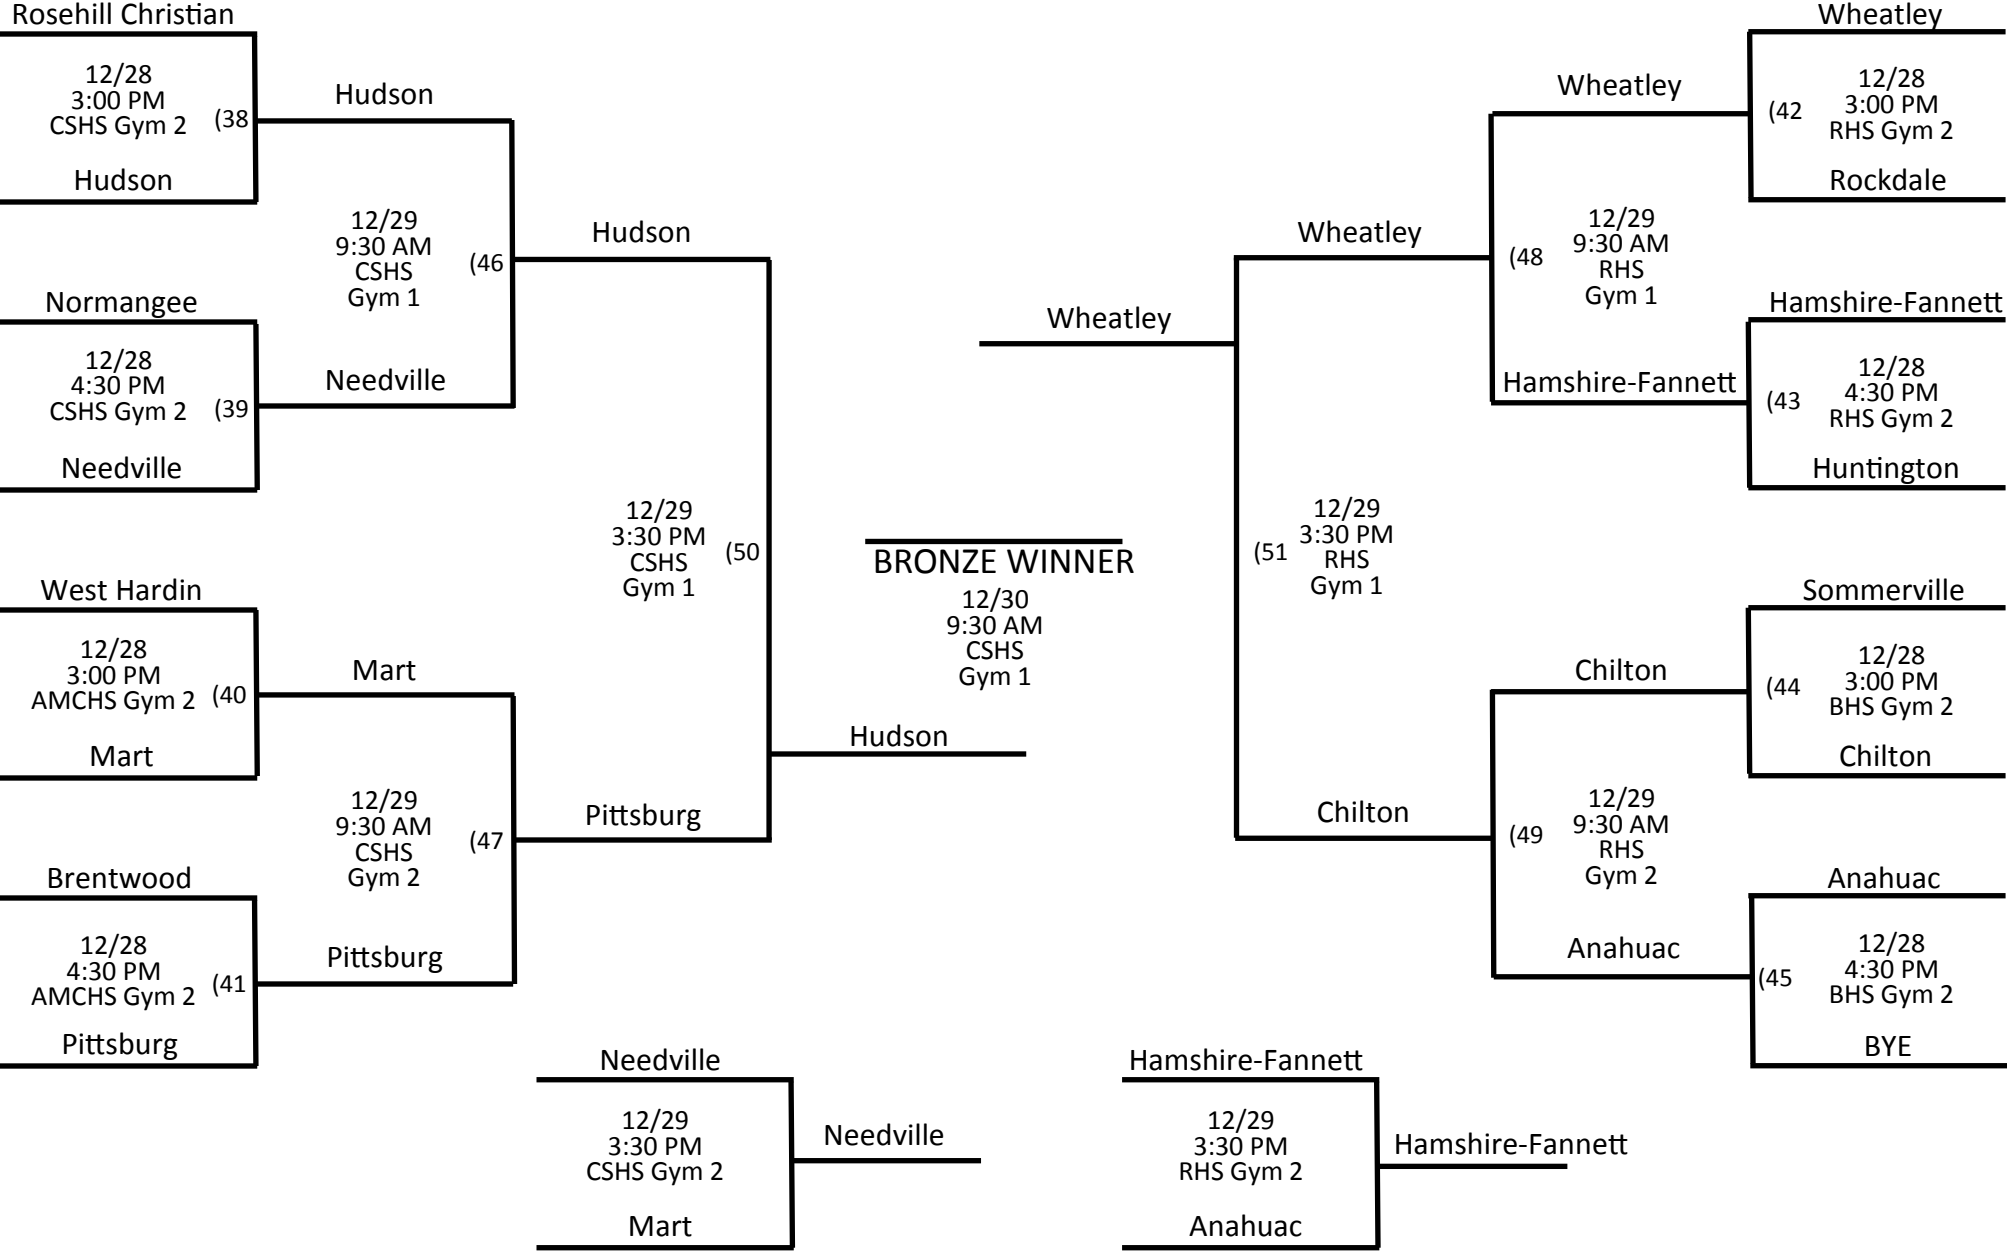 Rosehill Christian
12/28
3:00 PM
CSHS Gym 2
(38
Hudson
Normangee
12/28
4:30 PM
CSHS Gym 2
(39
Needville
West Hardin
12/28
3:00 PM
AMCHS Gym 2
(40
Mart
Brentwood
12/28
4:30 PM
AMCHS Gym 2
(41
Pittsburg
Hudson
12/29
9:30 AM
CSHS
Gym 1
(46
Needville
Mart
12/29
9:30 AM
CSHS
Gym 2
(47
Pittsburg
Hudson
12/29
3:30 PM
CSHS
Gym 1
(50
Pittsburg
Hudson
Wheatley
BRONZE WINNER
12/30
9:30 AM
CSHS
Gym 1
Wheatley
(51
12/29
3:30 PM
RHS
Gym 1
Chilton
Wheatley
(48
12/29
9:30 AM
RHS
Gym 1
Hamshire-Fannett
Chilton
(49
12/29
9:30 AM
RHS
Gym 2
Anahuac
Wheatley
(42
12/28
3:00 PM
RHS Gym 2
Rockdale
Hamshire-Fannett
(43
12/28
4:30 PM
RHS Gym 2
Huntington
Sommerville
(44
12/28
3:00 PM
BHS Gym 2
Chilton
Anahuac
(45
12/28
4:30 PM
BHS Gym 2
BYE
Needville
12/29
3:30 PM
CSHS Gym 2
Mart
Needville
Hamshire-Fannett
12/29
3:30 PM
RHS Gym 2
Anahuac
Hamshire-Fannett